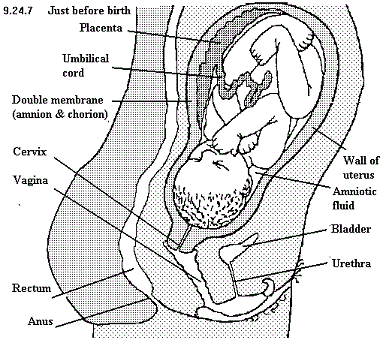 9.24.7 Just before birth
Placenta
Umbilical
cord
Double membrane
(amnion & chorion)
Cervix
Vagina
Rectum
Anus
Wall of
uterus
Amniotic
fluid
Bladder
Urethra